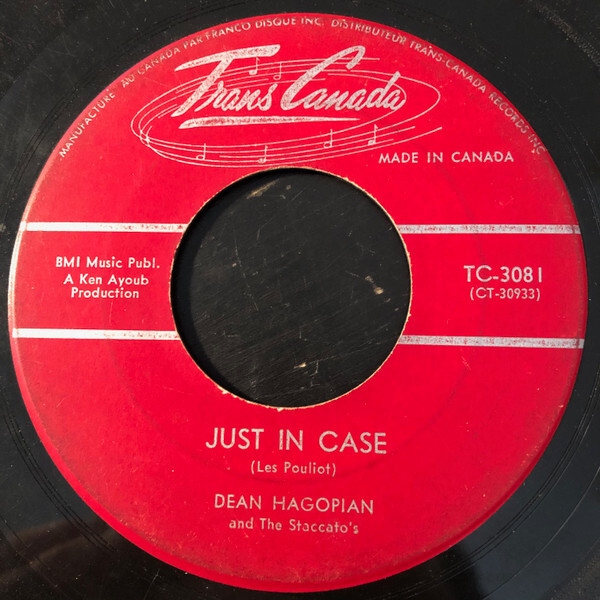 MANUFACTURE AU CANADA PAR FRANCO DISQUE INC. DISTRIBUTEUR TRANS-CANADA RECORDS INC.
Trans Canada
MADE IN CANADA
BMI Music Publ.
A Ken Ayoub
Production
TC-3081
(CT-30933)
JUST IN CASE
(Les Pouliot)
DEAN HAGOPIAN
and The Staccato's